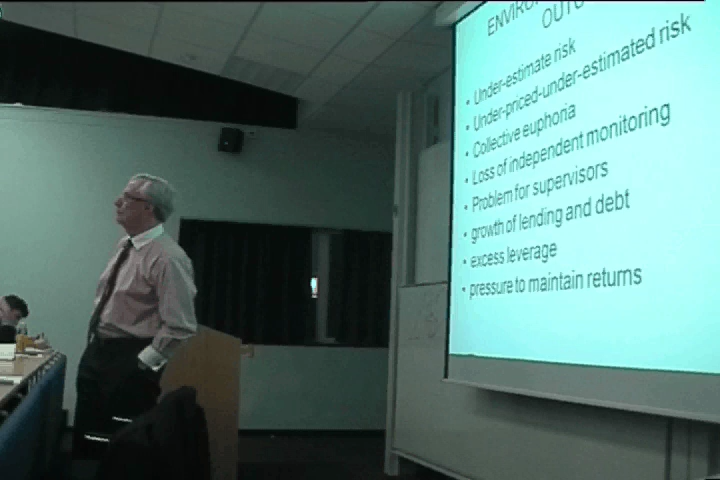 • Under-estimate risk
• Under-priced-under-estimated risk
• Collective euphoria
• Loss of independent monitoring
• Problem for supervisors
• growth of lending and debt
• excess leverage
• pressure to maintain returns